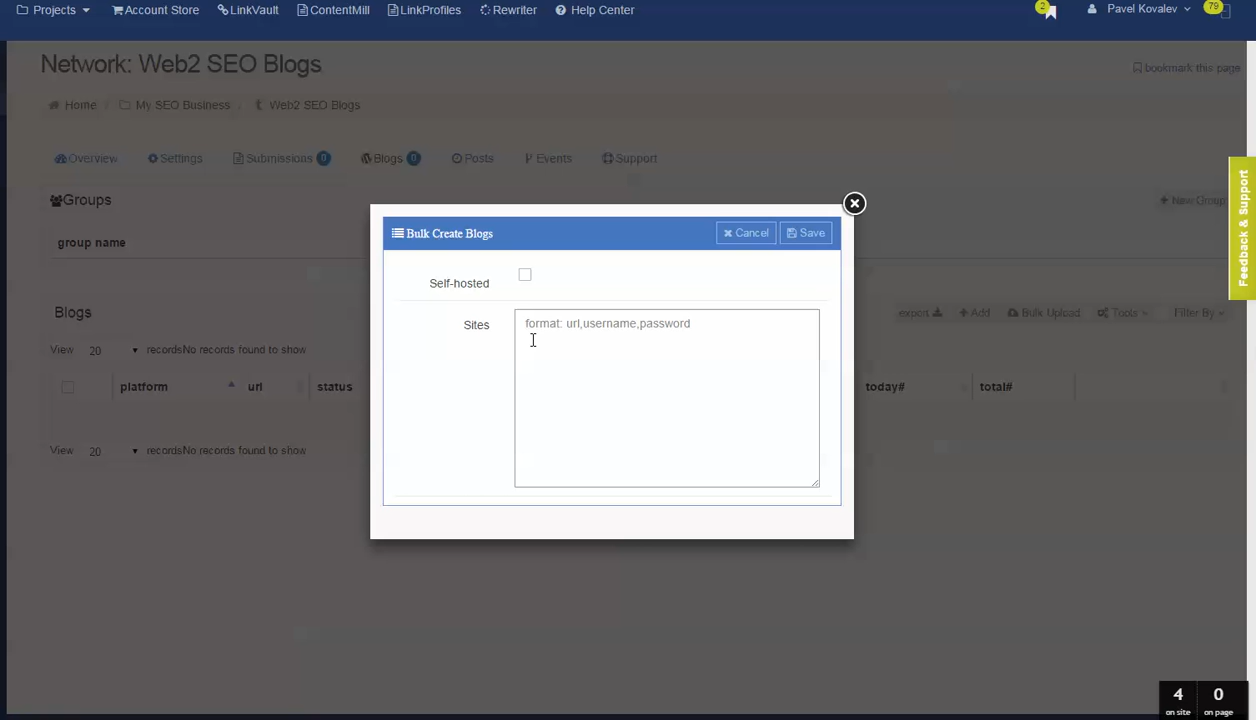 Projects Account Store LinkVault ContentMill LinkProfiles Rewriter Help Center 2 Pavel Kovalev 79
Network: Web2 SEO Blogs
bookmark this page
Home / My SEO Business / Web2 SEO Blogs
Overview Settings Submissions 0 Blogs 0 Posts Events Support
Feedback & Support
Groups
+ New Group
group name
Bulk Create Blogs
Cancel Save
Self-hosted
Sites
format: url,username,password
Blogs
export + Add Bulk Upload Tools Filter By
View 20 recordsNo records found to show
platform url status today# total#
View 20 recordsNo records found to show
4 0
on site on page